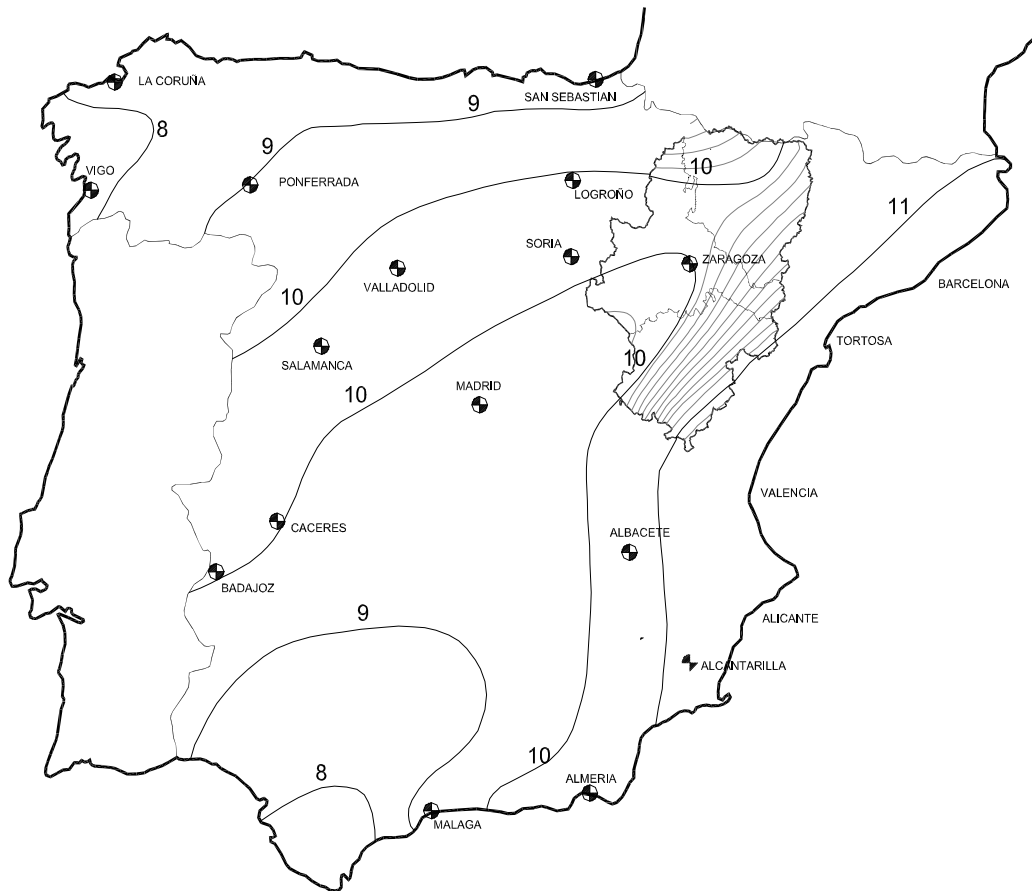 LA CORUÑA
SAN SEBASTIAN
9
8
9
VIGO
PONFERRADA
10
LOGROÑO
11
SORIA
ZARAGOZA
VALLADOLID
BARCELONA
10
TORTOSA
SALAMANCA
10
MADRID
10
VALENCIA
CACERES
ALBACETE
BADAJOZ
9
ALICANTE
ALCANTARILLA
10
8
ALMERIA
MALAGA